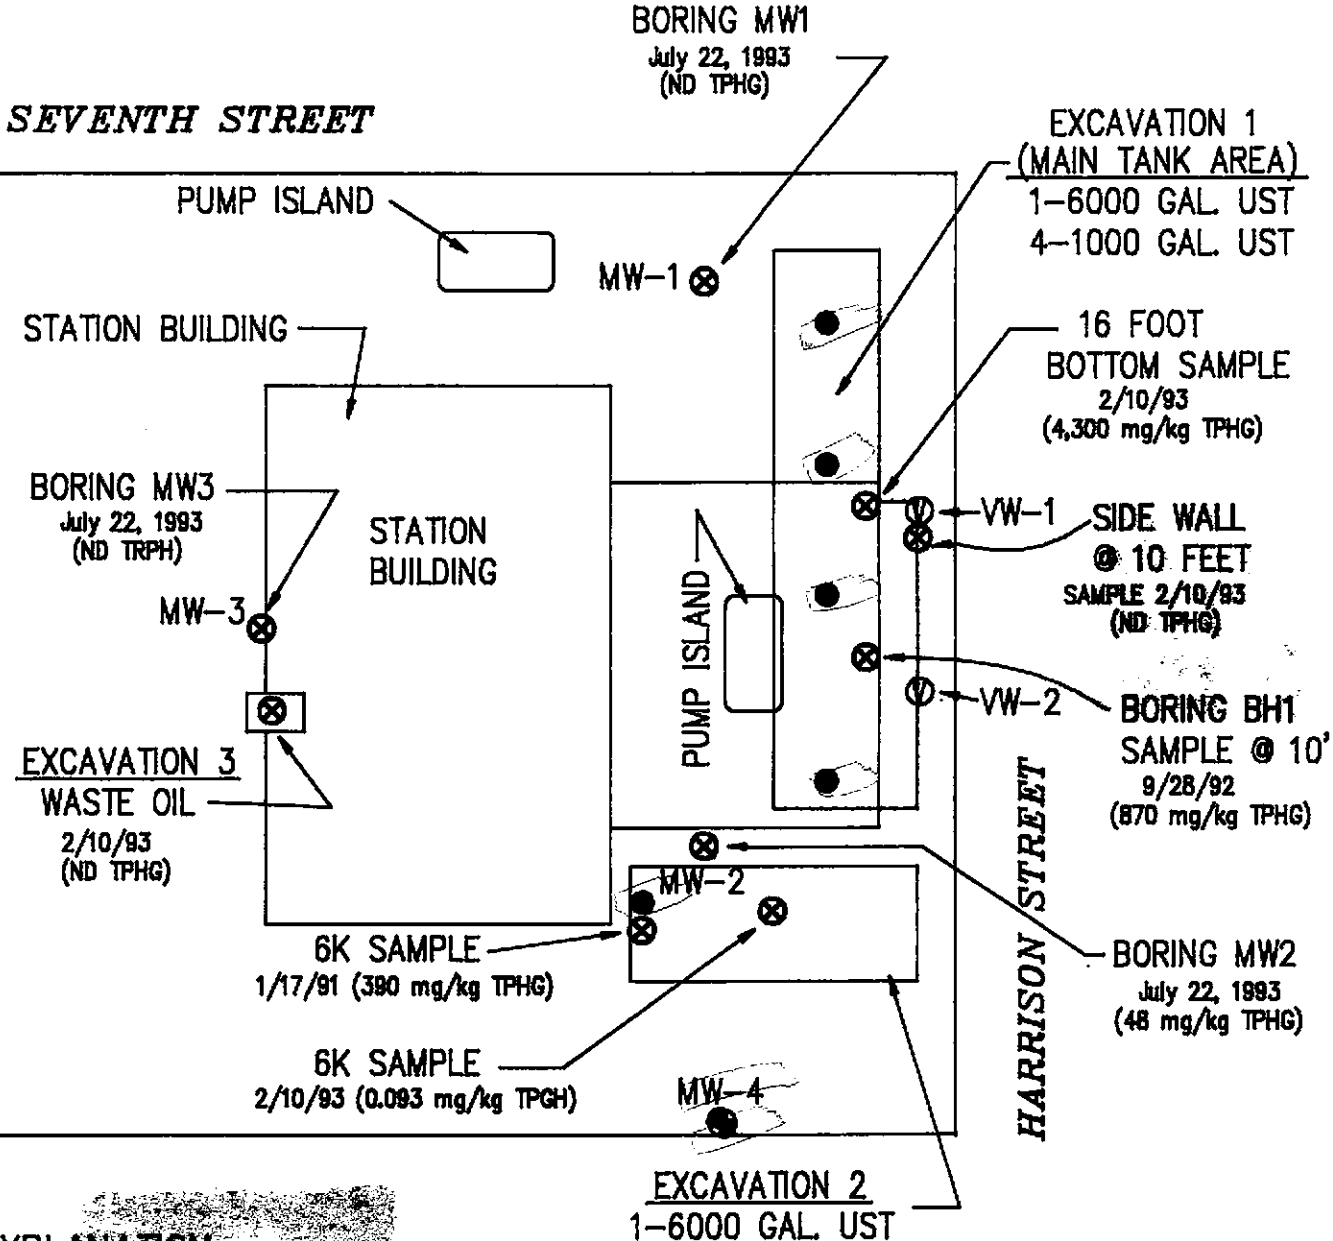 BORING MW1
July 22, 1993
(ND TPHG)
SEVENTH STREET
EXCAVATION 1
(MAIN TANK AREA)
1-6000 GAL. UST
4-1000 GAL. UST
PUMP ISLAND
MW-1
STATION BUILDING
16 FOOT
BOTTOM SAMPLE
2/10/93
(4,300 mg/kg TPHG)
BORING MW3
July 22, 1993
(ND TRPH)
STATION
BUILDING
VW-1
SIDE WALL
@ 10 FEET
SAMPLE 2/10/93
(ND TPHG)
MW-3
PUMP ISLAND
VW-2
BORING BH1
SAMPLE @ 10'
9/28/92
(870 mg/kg TPHG)
EXCAVATION 3
WASTE OIL
2/10/93
(ND TPHG)
HARRISON STREET
MW-2
6K SAMPLE
1/17/91 (390 mg/kg TPHG)
BORING MW2
July 22, 1993
(48 mg/kg TPHG)
6K SAMPLE
2/10/93 (0.093 mg/kg TPGH)
MW-4
EXCAVATION 2
1-6000 GAL. UST